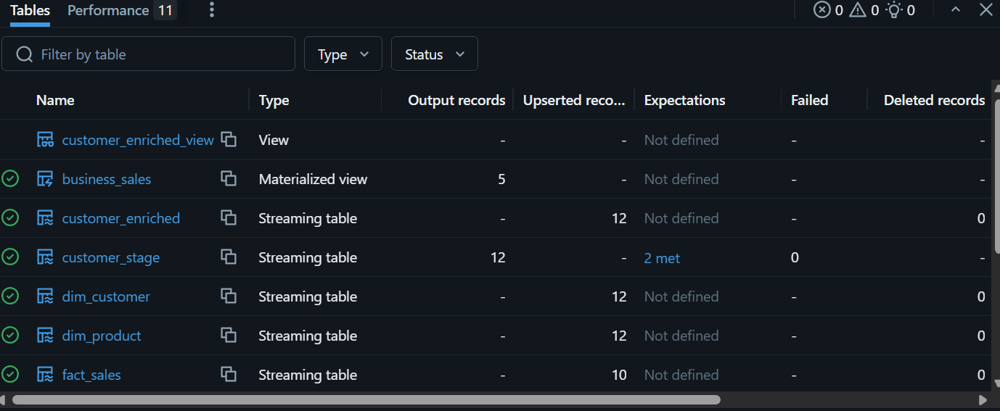 Tables Performance 11 0 0 0
Filter by table Type Status
Name Type Output records Upserted reco... Expectations Failed Deleted records
customer_enriched_view View - - Not defined - -
business_sales Materialized view 5 - Not defined - -
customer_enriched Streaming table - 12 Not defined - 0
customer_stage Streaming table 12 - 2 met 0 -
dim_customer Streaming table - 12 Not defined - 0
dim_product Streaming table - 12 Not defined - 0
fact_sales Streaming table - 10 Not defined - 0